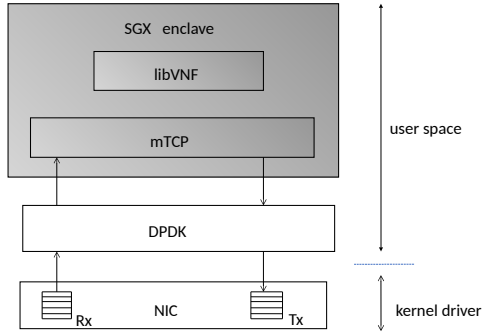 SGX enclave
libVNF
mTCP
user space
DPDK
NIC
Rx
Tx
kernel driver